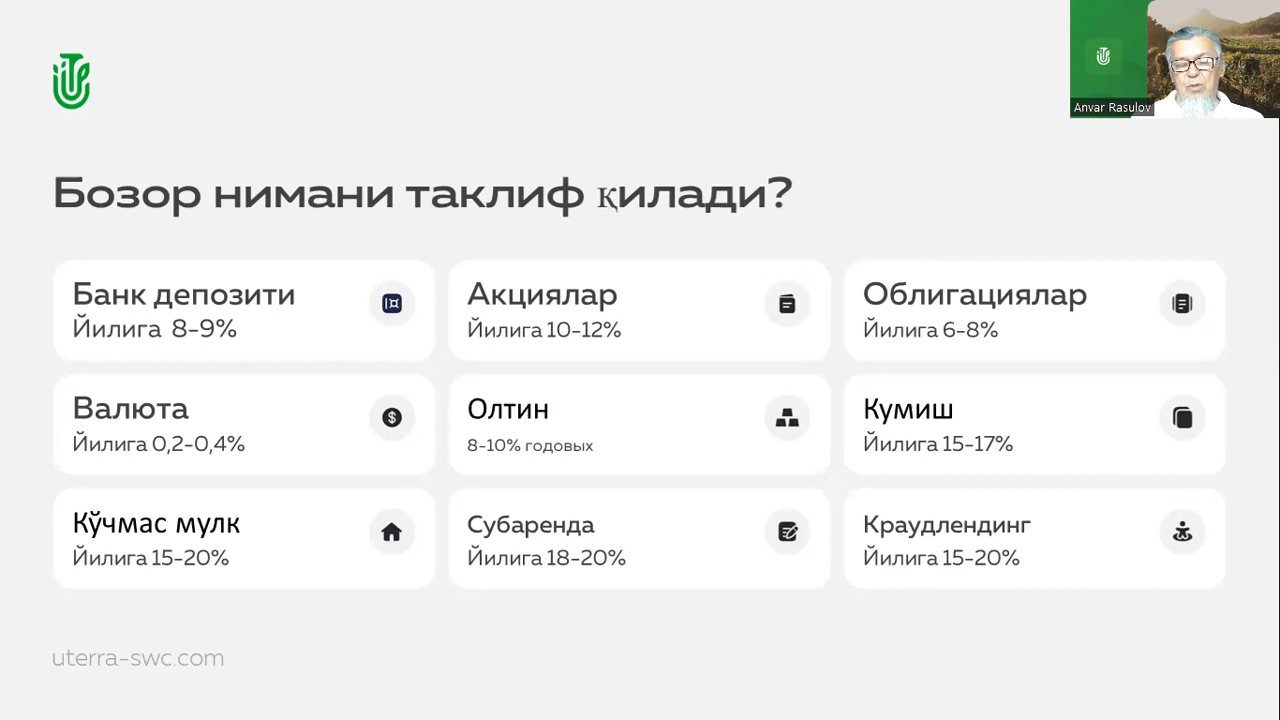 Anvar Rasulov
Бозор нимани таклиф қилади?
Банк депозити
Йилига 8-9%
Акциялар
Йилига 10-12%
Облигациялар
Йилига 6-8%
Валюта
Йилига 0,2-0,4%
Олтин
8-10% годовых
Кумиш
Йилига 15-17%
Кўчмас мулк
Йилига 15-20%
Субаренда
Йилига 18-20%
Краудлендинг
Йилига 15-20%
uterra-swc.com